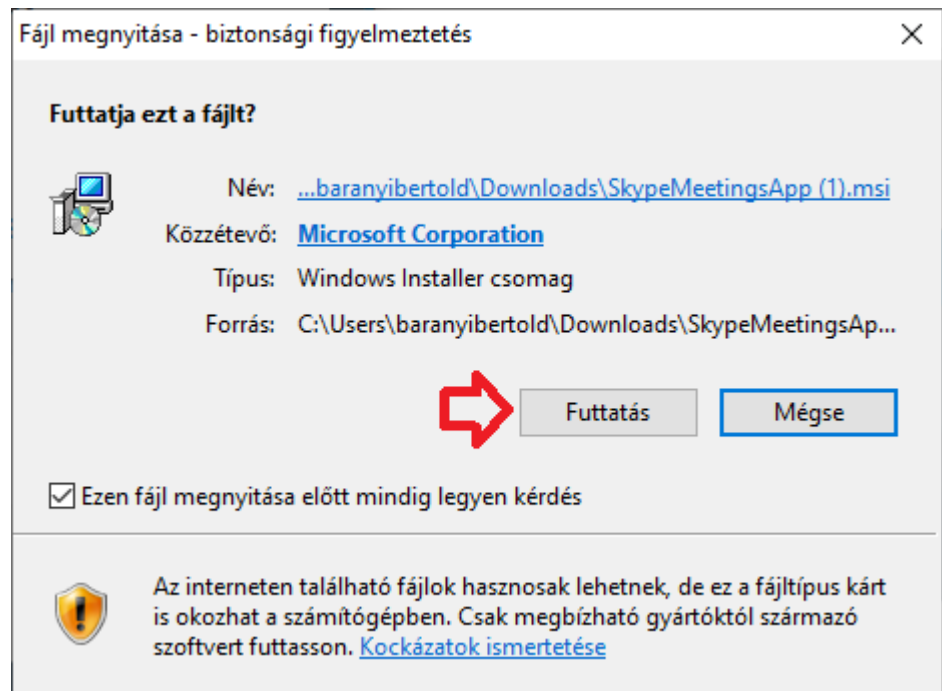 Fájl megnyitása - biztonsági figyelmeztetés
Futtatja ezt a fájlt?
Név: ...baranyibertold\Downloads\SkypeMeetingsApp (1).msi
Közzétevő: Microsoft Corporation
Típus: Windows Installer csomag
Forrás: C:\Users\baranyibertold\Downloads\SkypeMeetingsAp...
Futtatás Mégse
Ezen fájl megnyitása előtt mindig legyen kérdés
Az interneten található fájlok hasznosak lehetnek, de ez a fájltípus kárt
is okozhat a számítógépben. Csak megbízható gyártóktól származó
szoftvert futtasson. Kockázatok ismertetése